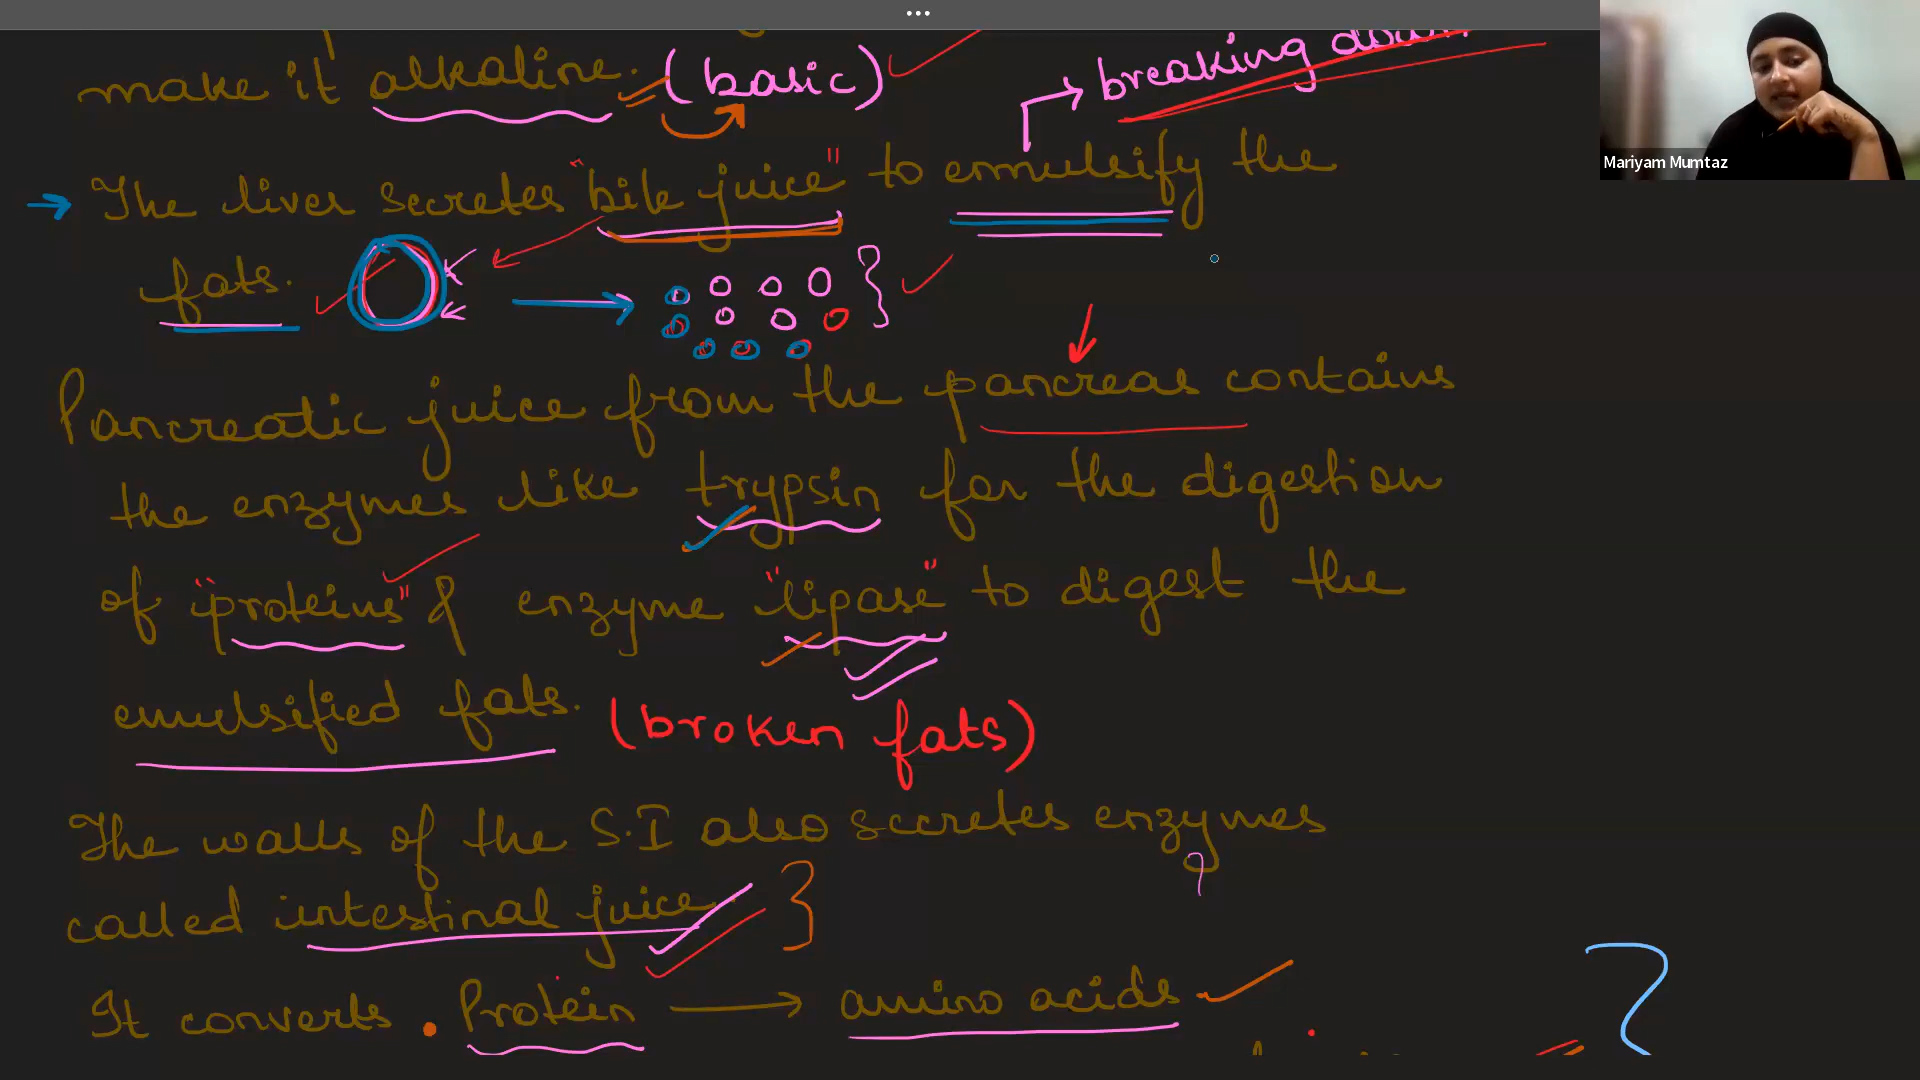 make it alkaline. (basic)
breaking down
Mariyam Mumtaz
→ The liver secretes "bile juice" to emulsify the
fats.
Pancreatic juice from the pancreas contains
the enzymes like trypsin for the digestion
of "proteins" & enzyme "lipase" to digest the
emulsified fats. (broken fats)
The walls of the S.I also secretes enzymes
called intestinal juice.
It converts Protein → amino acids